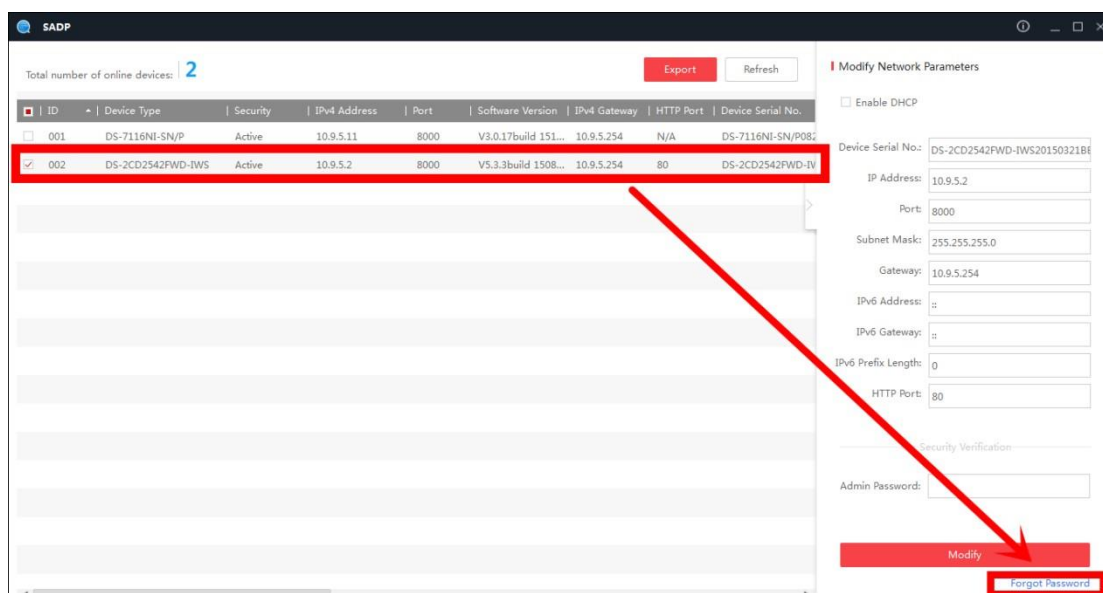 SADP
Total number of online devices: 2
Export
Refresh
ID | Device Type | Security | IPv4 Address | Port | Software Version | IPv4 Gateway | HTTP Port | Device Serial No.
001 DS-7116NI-SN/P Active 10.9.5.11 8000 V3.0.17build 151... 10.9.5.254 N/A DS-7116NI-SN/P082
002 DS-2CD2542FWD-IWS Active 10.9.5.2 8000 V5.3.3build 1508... 10.9.5.254 80 DS-2CD2542FWD-IV
Modify Network Parameters
Enable DHCP
Device Serial No.: DS-2CD2542FWD-IWS20150321BE
IP Address: 10.9.5.2
Port: 8000
Subnet Mask: 255.255.255.0
Gateway: 10.9.5.254
IPv6 Address: ::
IPv6 Gateway: ::
IPv6 Prefix Length: 0
HTTP Port: 80
Security Verification
Admin Password:
Modify
Forgot Password